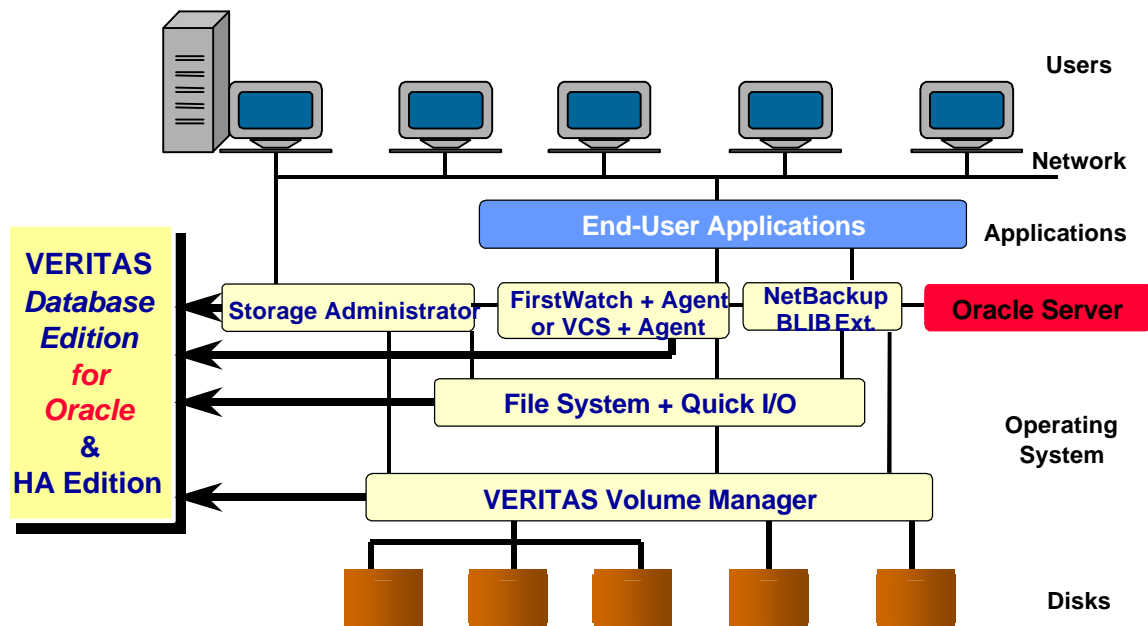 Users
Network
End-User Applications
Applications
VERITAS
Database
Edition
for
Oracle
&
HA Edition
Storage Administrator
FirstWatch + Agent
or VCS + Agent
NetBackup
BLIB Ext.
Oracle Server
File System + Quick I/O
Operating
System
VERITAS Volume Manager
Disks